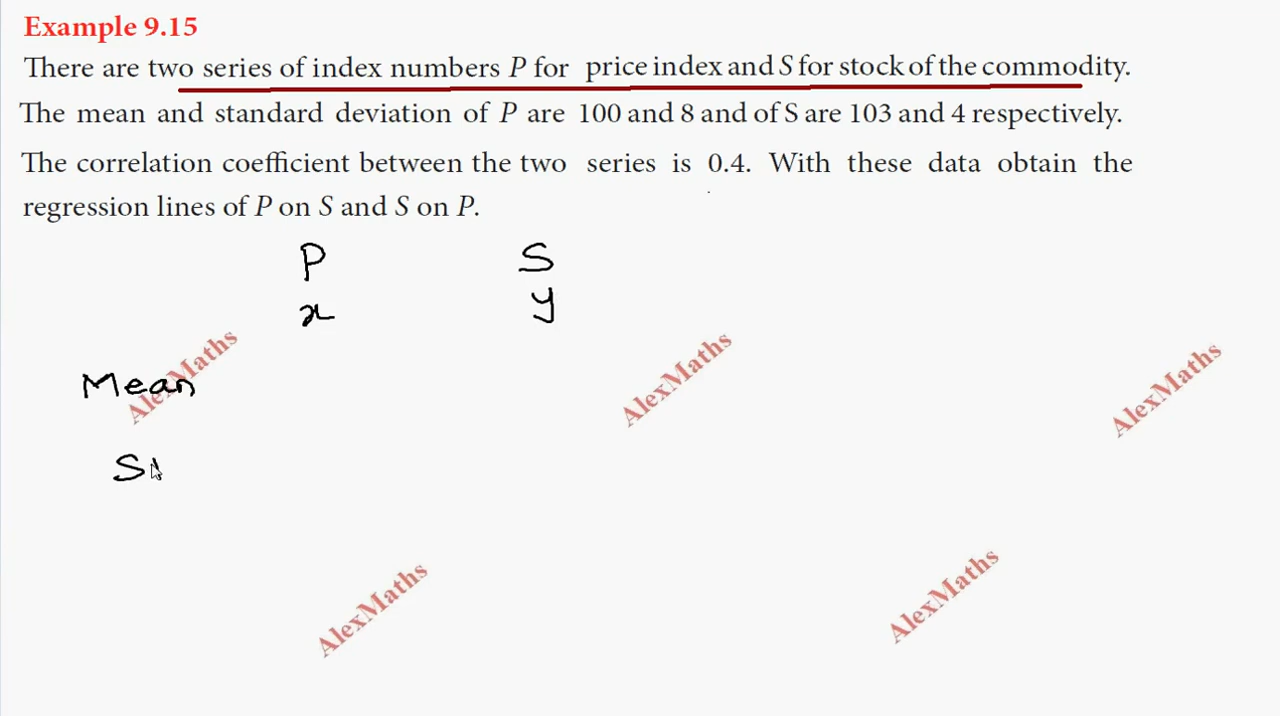 Example 9.15
There are two series of index numbers P for price index and S for stock of the commodity.
The mean and standard deviation of P are 100 and 8 and of S are 103 and 4 respectively.
The correlation coefficient between the two series is 0.4. With these data obtain the
regression lines of P on S and S on P.
P S
x y
AlexMaths AlexMaths AlexMaths
Mean
S
AlexMaths AlexMaths